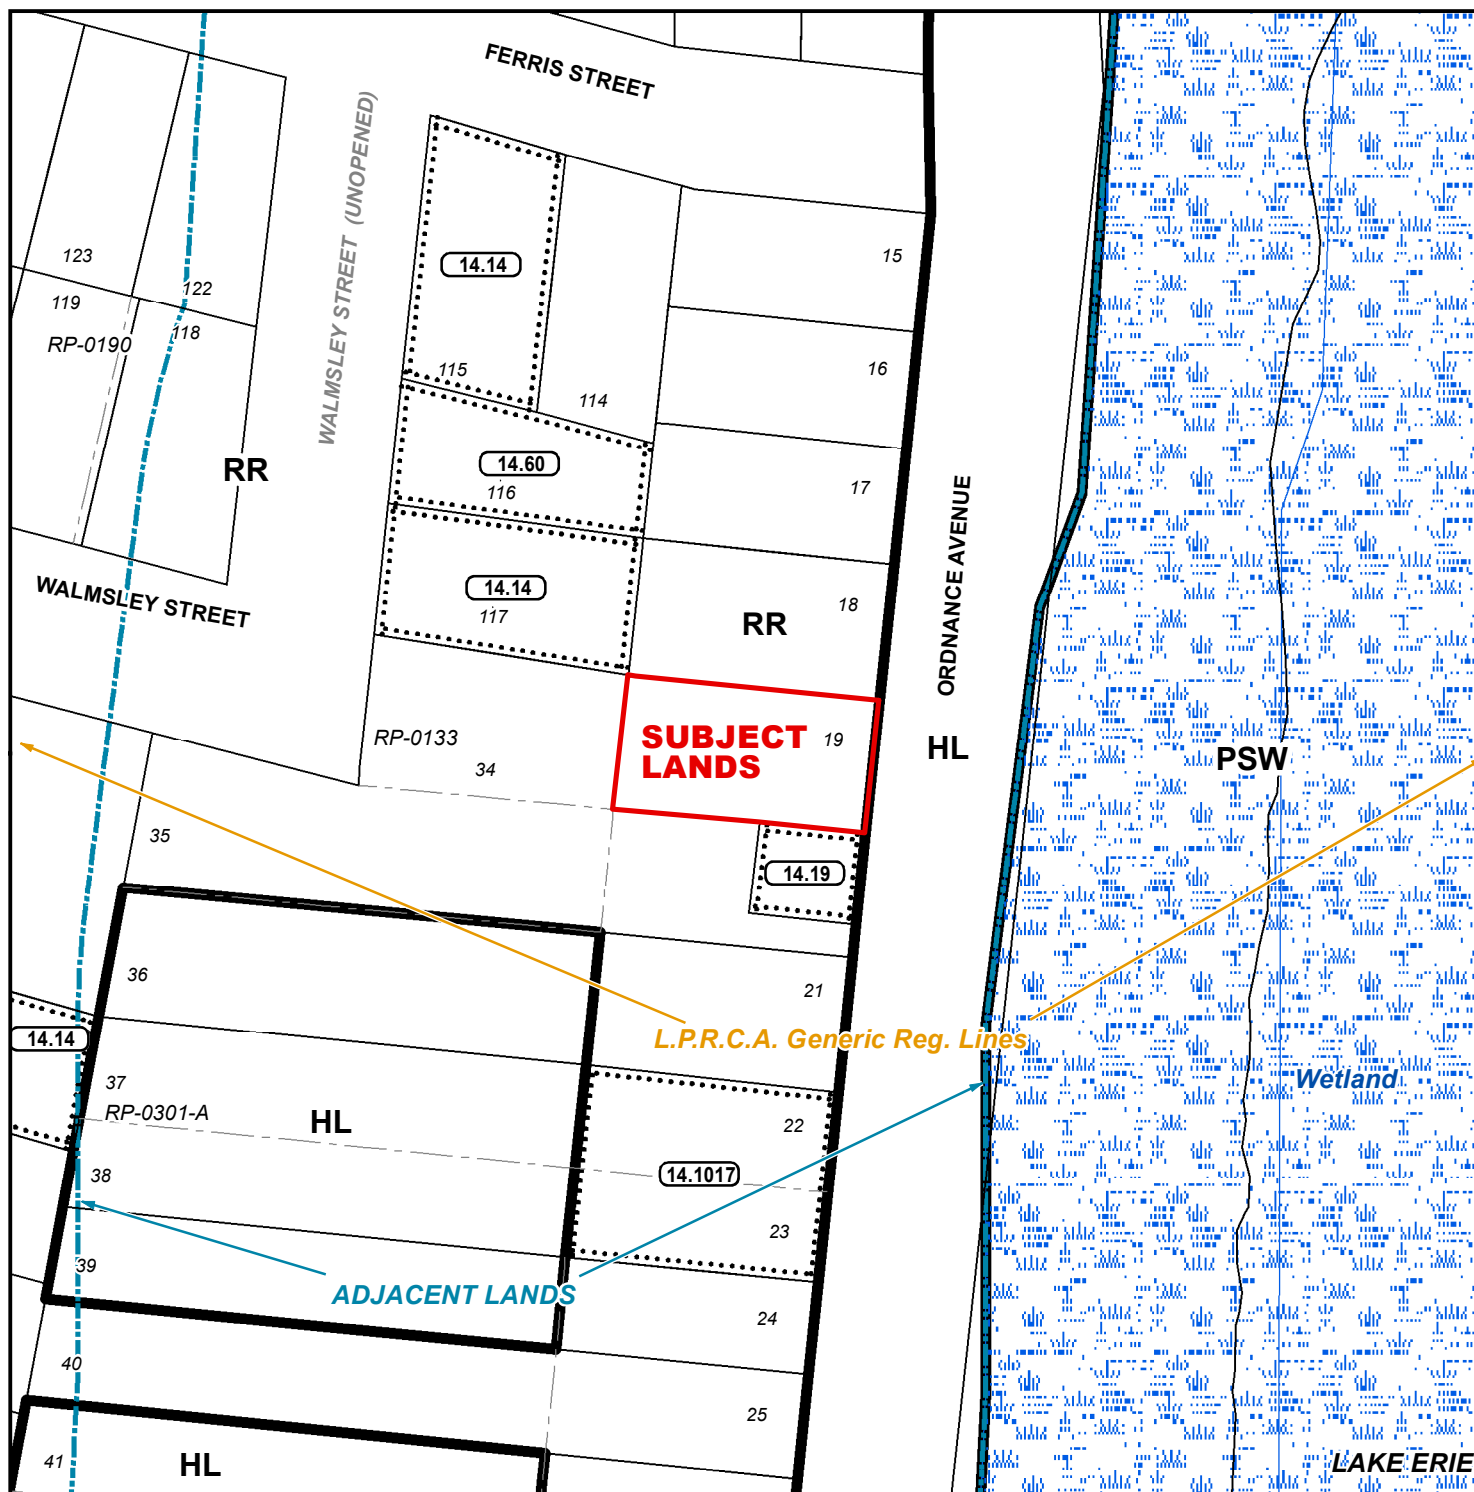 FERRIS STREET
WALMSLEY STREET (UNOPENED)
123
122
119
118
RP-0190
RR
WALMSLEY STREET
14.14
115
114
14.60
116
14.14
117
15
16
17
18
RR
ORDNANCE AVENUE
SUBJECT
LANDS
19
HL
PSW
RP-0133
34
35
14.19
36
21
L.P.R.C.A. Generic Reg. Lines
14.14
37
RP-0301-A
HL
Wetland
22
14.1017
38
23
39
ADJACENT LANDS
24
40
25
41
HL
LAKE ERIE